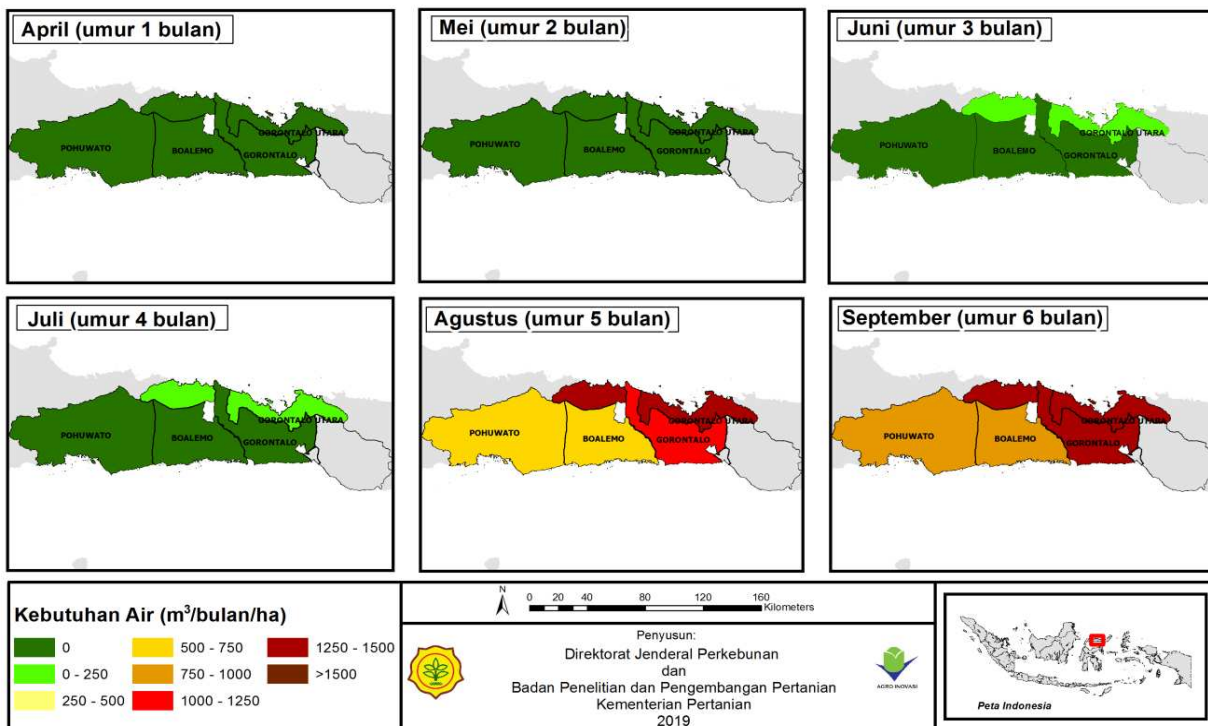 April (umur 1 bulan)
POHUWATO
BOALEMO
GORONTALO
GORONTALO UTARA
Mei (umur 2 bulan)
POHUWATO
BOALEMO
GORONTALO
GORONTALO UTARA
Juni (umur 3 bulan)
POHUWATO
BOALEMO
GORONTALO
GORONTALO UTARA
Juli (umur 4 bulan)
POHUWATO
BOALEMO
GORONTALO
GORONTALO UTARA
Agustus (umur 5 bulan)
POHUWATO
BOALEMO
GORONTALO
GORONTALO UTARA
September (umur 6 bulan)
POHUWATO
BOALEMO
GORONTALO
GORONTALO UTARA
Kebutuhan Air (m³/bulan/ha)
0
0 - 250
250 - 500
500 - 750
750 - 1000
1000 - 1250
1250 - 1500
>1500
N
0 20 40 80 120 160
Kilometers
Penyusun:
Direktorat Jenderal Perkebunan
dan
Badan Penelitian dan Pengembangan Pertanian
Kementerian Pertanian
2019
AGRO INOVASI
Peta Indonesia